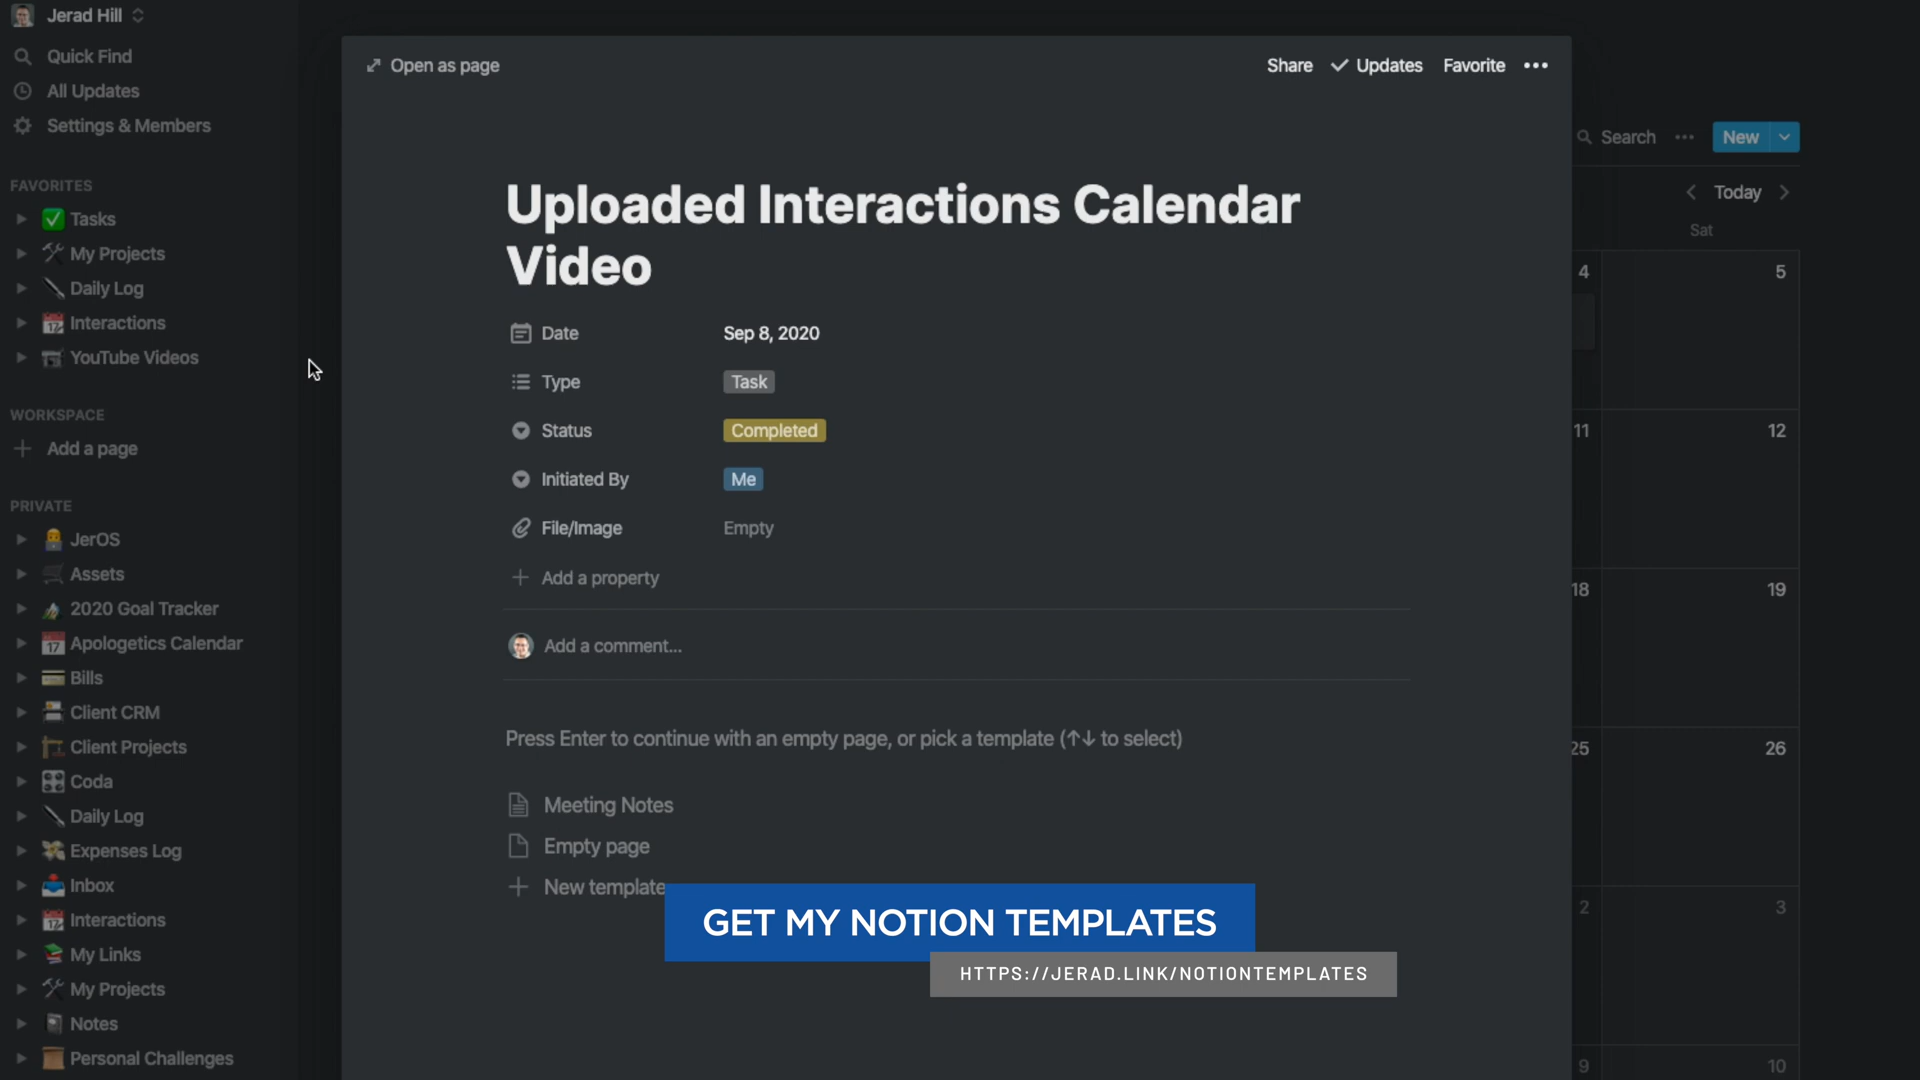 Jerad Hill
Quick Find
All Updates
Settings & Members
FAVORITES
Tasks
My Projects
Daily Log
Interactions
YouTube Videos
WORKSPACE
Add a page
PRIVATE
JerOS
Assets
2020 Goal Tracker
Apologetics Calendar
Bills
Client CRM
Client Projects
Coda
Daily Log
Expenses Log
Inbox
Interactions
My Links
My Projects
Notes
Personal Challenges
Open as page
Share Updates Favorite
Uploaded Interactions Calendar
Video
Date Sep 8, 2020
Type Task
Status Completed
Initiated By Me
File/Image Empty
Add a property
Add a comment...
Press Enter to continue with an empty page, or pick a template (↑↓ to select)
Meeting Notes
Empty page
New template
GET MY NOTION TEMPLATES
HTTPS://JERAD.LINK/NOTIONTEMPLATES
Search New
Today
Sat
4 5
11 12
18 19
25 26
2 3
9 10